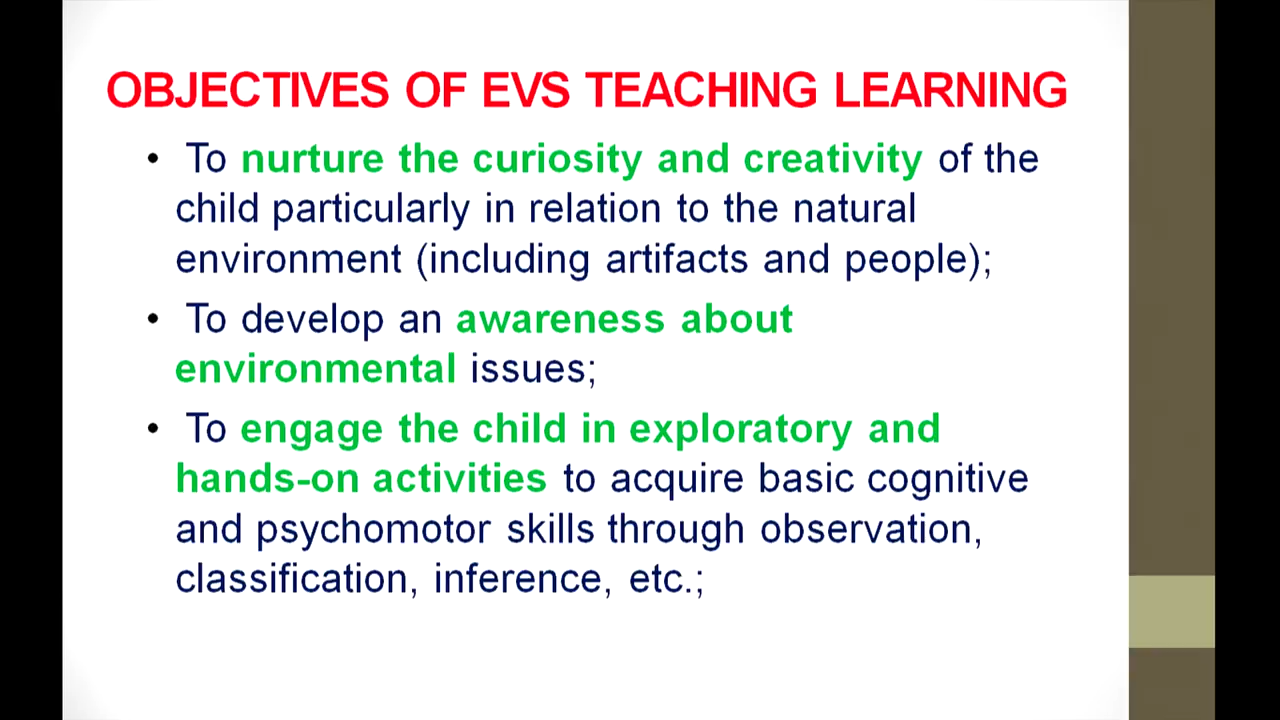 OBJECTIVES OF EVS TEACHING LEARNING
• To nurture the curiosity and creativity of the
child particularly in relation to the natural
environment (including artifacts and people);
• To develop an awareness about
environmental issues;
• To engage the child in exploratory and
hands-on activities to acquire basic cognitive
and psychomotor skills through observation,
classification, inference, etc.;